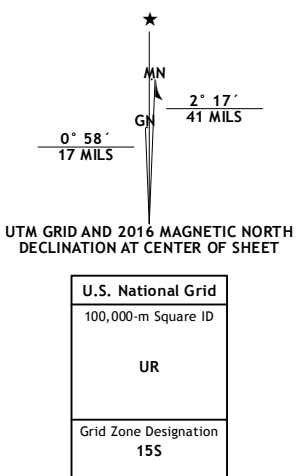 ★
MN
GN
2° 17´
41 MILS
0° 58´
17 MILS
UTM GRID AND 2016 MAGNETIC NORTH
DECLINATION AT CENTER OF SHEET
U.S. National Grid
100,000-m Square ID
UR
Grid Zone Designation
15S